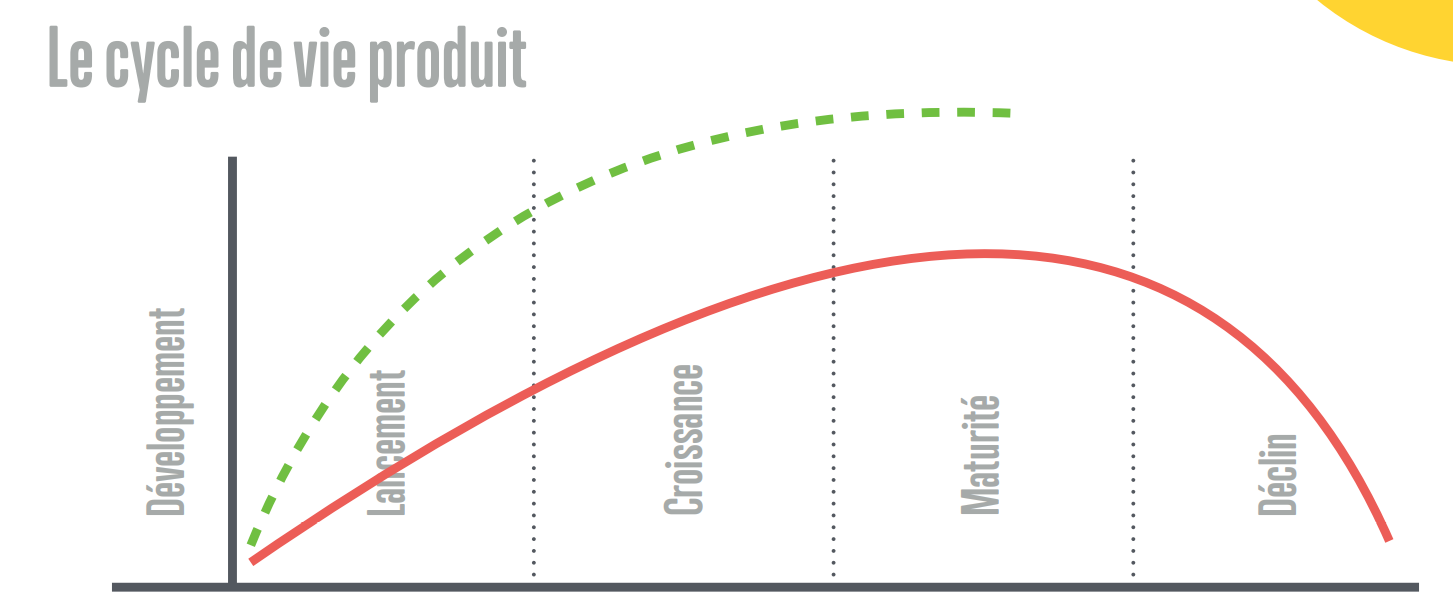 Le cycle de vie produit
Développement
Lancement
Croissance
Maturité
Déclin